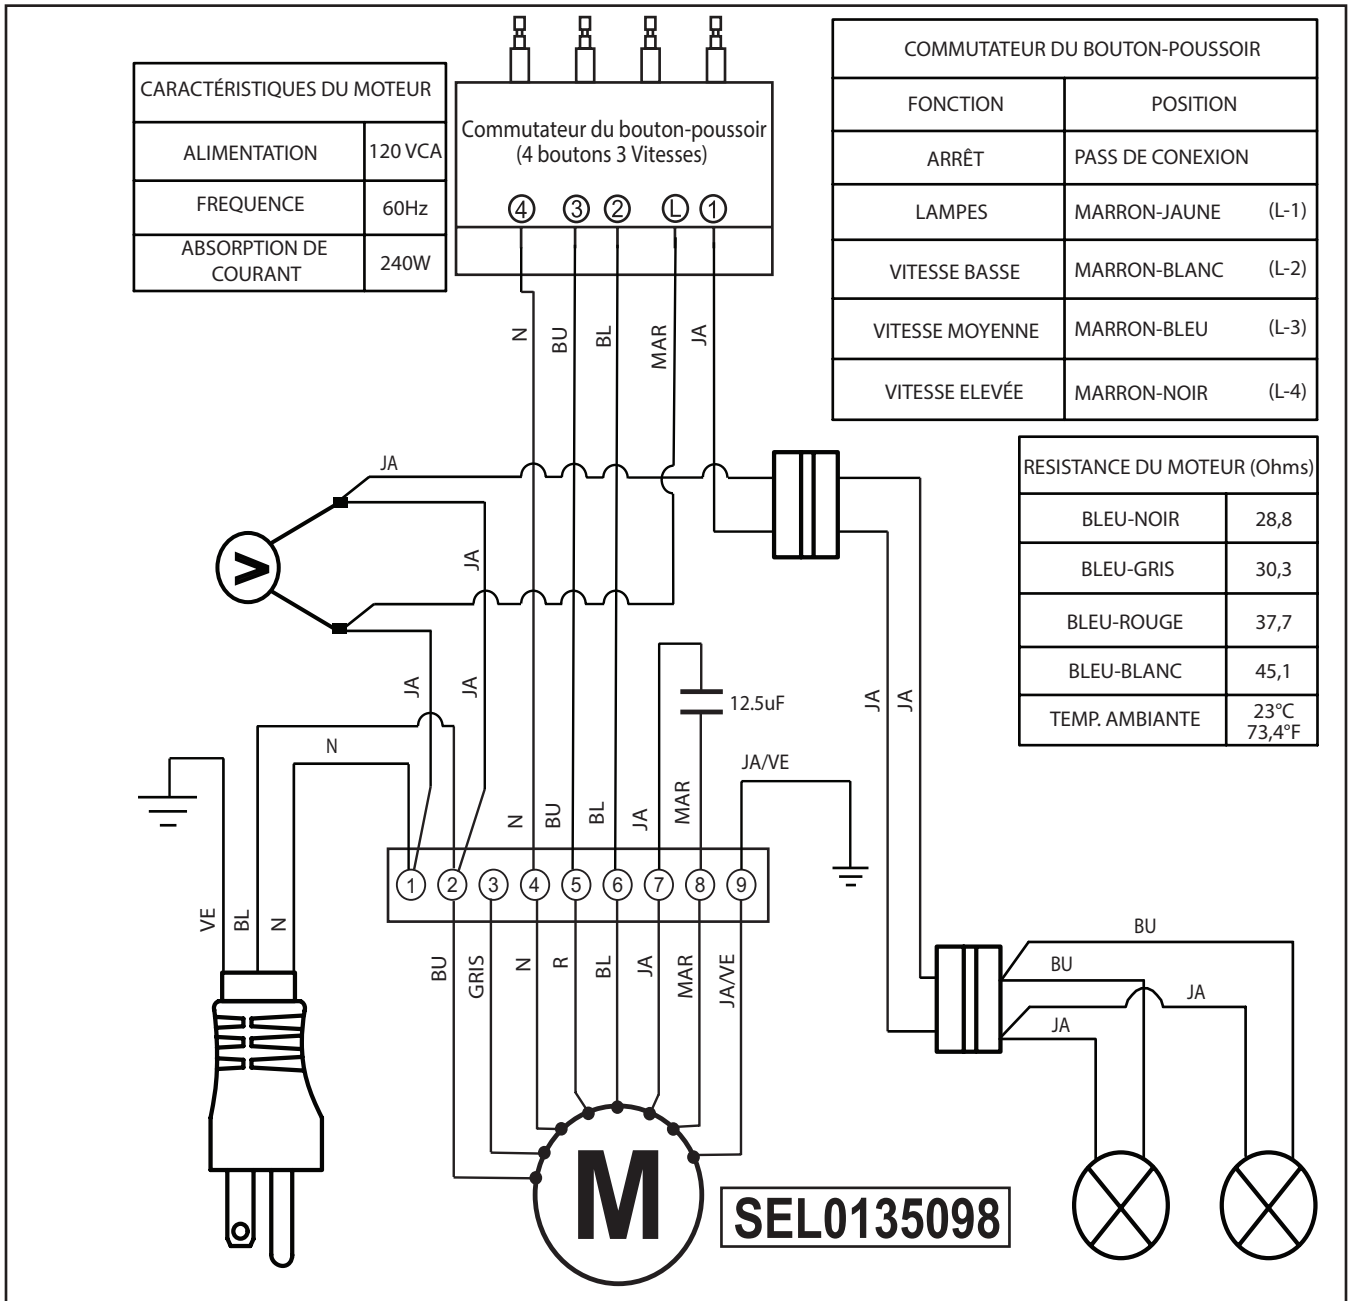 CARACTÉRISTIQUES DU MOTEUR
ALIMENTATION 120 VCA
FREQUENCE 60Hz
ABSORPTION DE COURANT 240W
Commutateur du bouton-poussoir
(4 boutons 3 Vitesses)
4 3 2 L 1
COMMUTATEUR DU BOUTON-POUSSOIR
FONCTION POSITION
ARRÊT PASS DE CONEXION
LAMPES MARRON-JAUNE (L-1)
VITESSE BASSE MARRON-BLANC (L-2)
VITESSE MOYENNE MARRON-BLEU (L-3)
VITESSE ELEVÉE MARRON-NOIR (L-4)
N BU BL MAR JA
RESISTANCE DU MOTEUR (Ohms)
BLEU-NOIR 28,8
BLEU-GRIS 30,3
BLEU-ROUGE 37,7
BLEU-BLANC 45,1
TEMP. AMBIANTE 23°C
73,4°F
JA
V
JA
JA JA
12.5uF
JA JA
N
JA/VE
N BU BL JA MAR
1 2 3 4 5 6 7 8 9
VE BL N
BU GRIS N R BL JA MAR JA/VE
BU
BU
JA
JA
M
SEL0135098